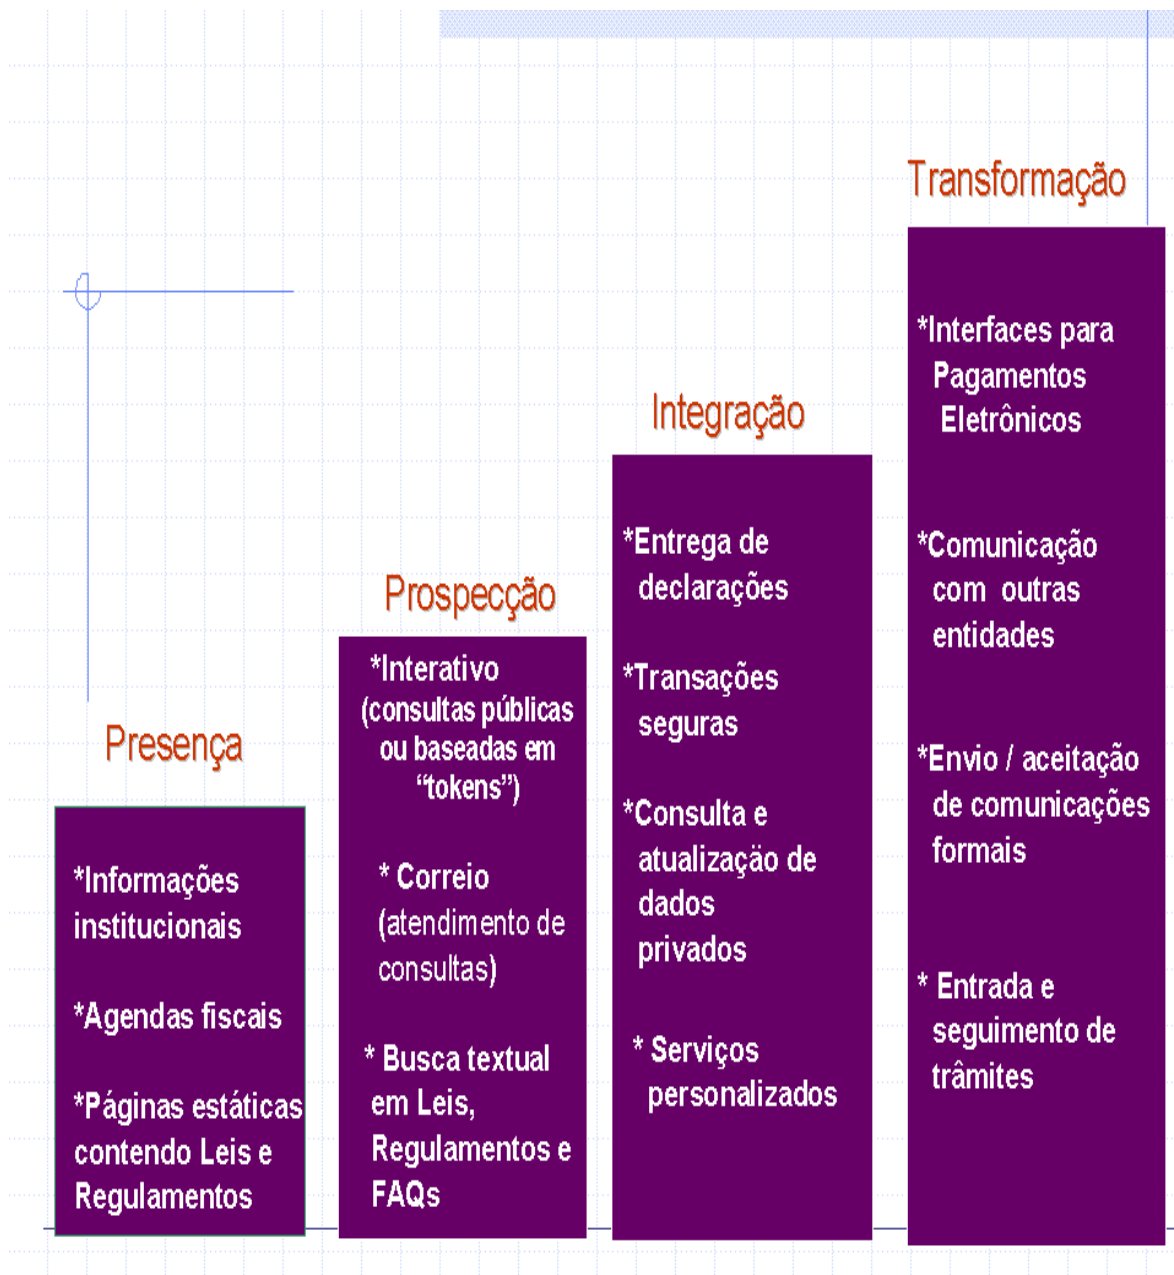 Presença
*Informações
institucionais
*Agendas fiscais
*Páginas estáticas
contendo Leis e
Regulamentos
Prospecção
*Interativo
(consultas públicas
ou baseadas em
“tokens”)
* Correio
(atendimento de
consultas)
* Busca textual
em Leis,
Regulamentos e
FAQs
Integração
*Entrega de
declarações
*Transações
seguras
*Consulta e
atualização de
dados
privados
* Serviços
personalizados
Transformação
*Interfaces para
Pagamentos
Eletrônicos
*Comunicação
com outras
entidades
*Envio / aceitação
de comunicações
formais
* Entrada e
seguimento de
trâmites